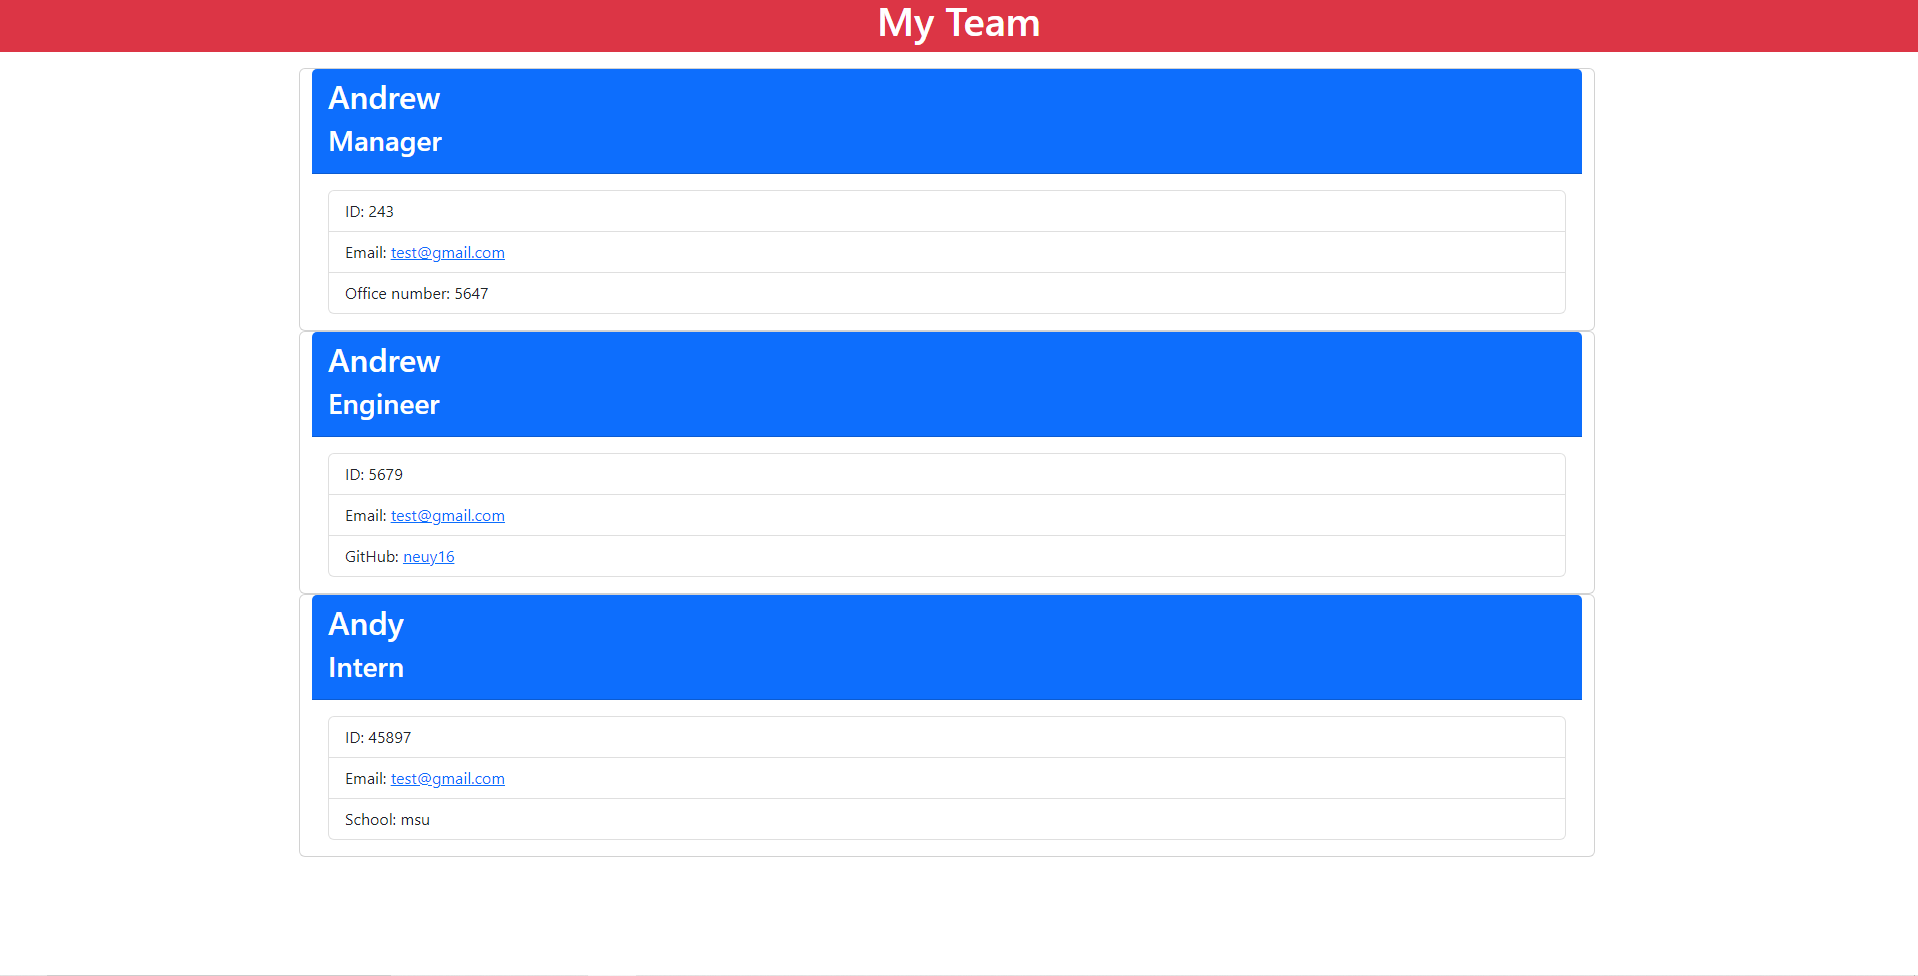 My Team
Andrew
Manager
ID: 243
Email: test@gmail.com
Office number: 5647
Andrew
Engineer
ID: 5679
Email: test@gmail.com
GitHub: neuy16
Andy
Intern
ID: 45897
Email: test@gmail.com
School: msu